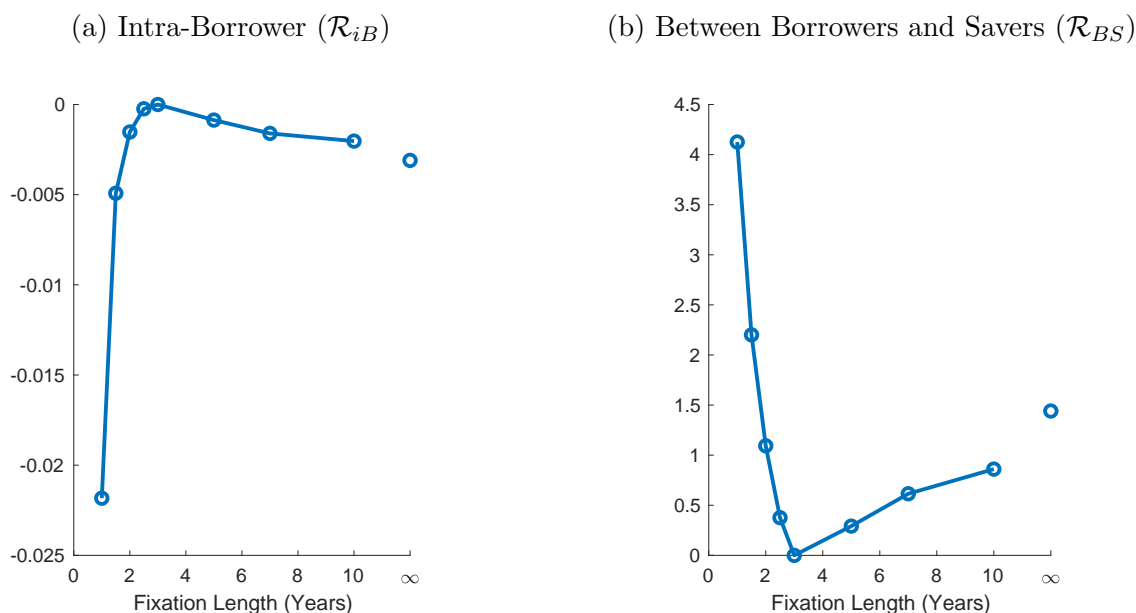 (a) Intra-Borrower (𝓡iB)
0
-0.005
-0.01
-0.015
-0.02
-0.025
0 2 4 6 8 10 ∞
Fixation Length (Years)
(b) Between Borrowers and Savers (𝓡BS)
4.5
4
3.5
3
2.5
2
1.5
1
0.5
0
0 2 4 6 8 10 ∞
Fixation Length (Years)